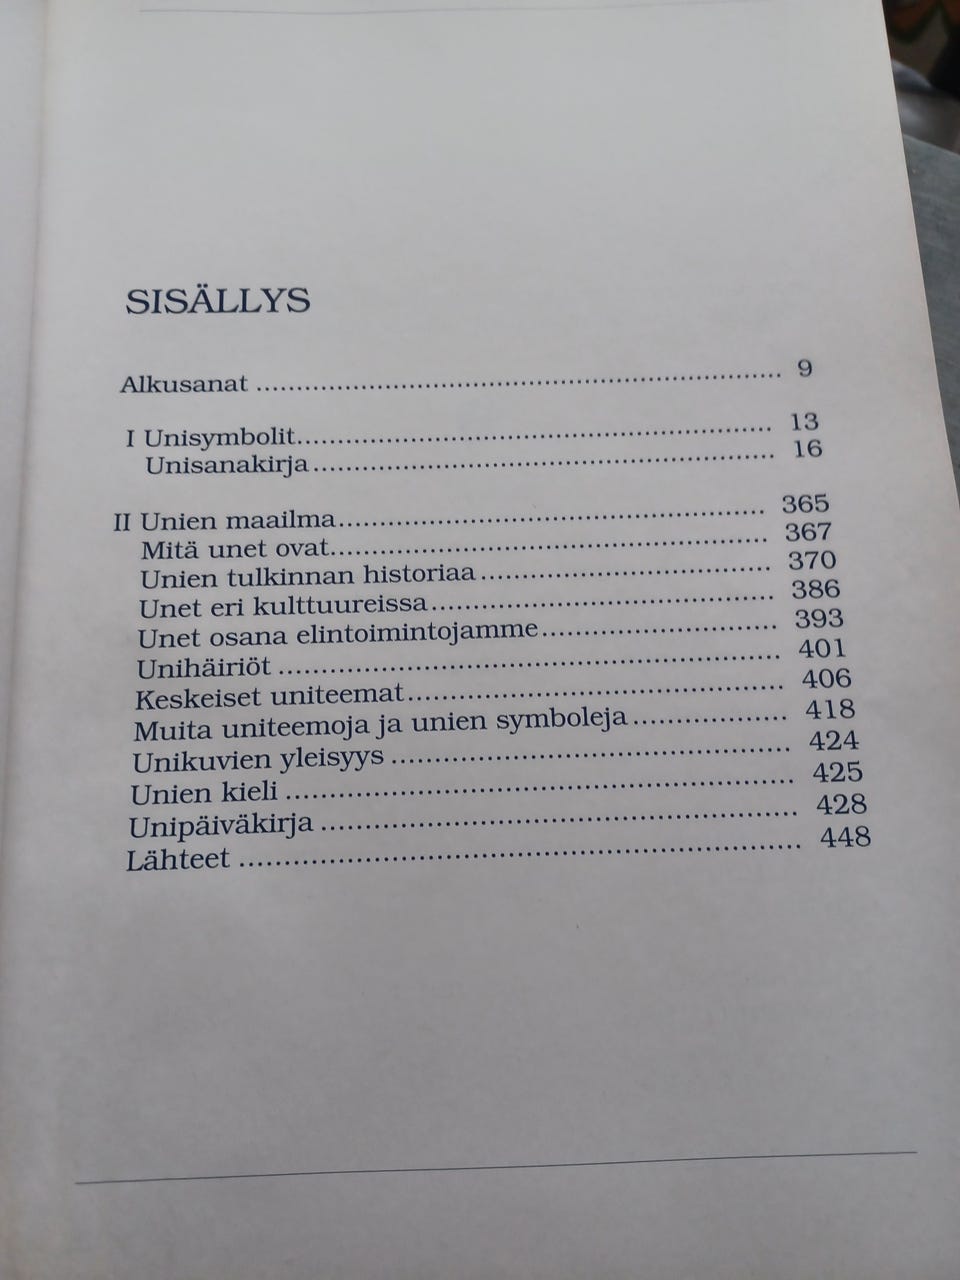 SISÄLLYS
Alkusanat ........................................................... 9
I Unisymbolit........................................................ 13
Unisanakirja........................................................ 16
II Unien maailma.................................................... 365
Mitä unet ovat...................................................... 367
Unien tulkinnan historiaa.................................... 370
Unet eri kulttuureissa.......................................... 386
Unet osana elintoimintojamme............................ 393
Unihäiriöt ............................................................ 401
Keskeiset uniteemat............................................. 406
Muita uniteemoja ja unien symboleja................. 418
Unikuvien yleisyys .............................................. 424
Unien kieli ........................................................... 425
Unipäiväkirja ....................................................... 428
Lähteet ................................................................. 448